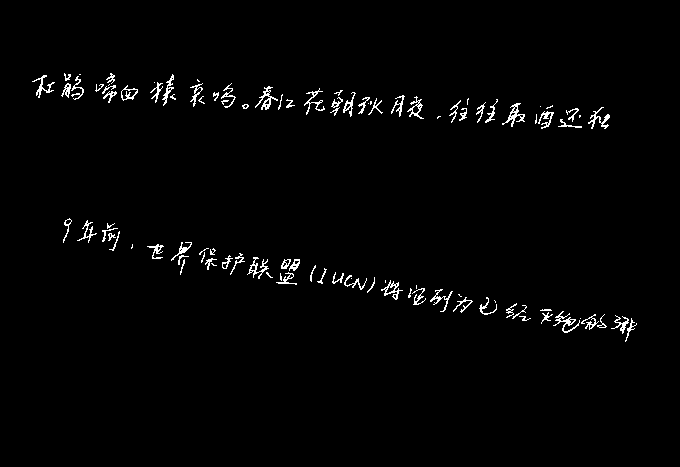 杜鹃啼血猿哀鸣。春江花朝秋月夜,往往取酒还独
9年前,世界保护联盟(IUCN)将它列为已经灭绝的